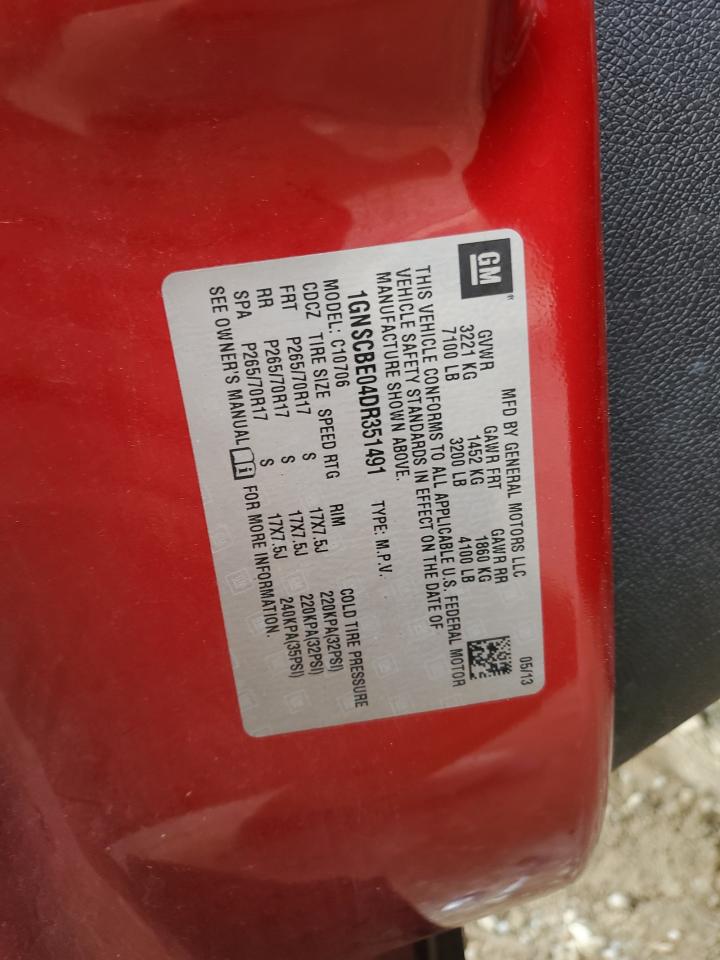 GM
MFD BY GENERAL MOTORS LLC 05/13
GVWR GAWR FRT GAWR RR
3221 KG 1452 KG 1860 KG
7100 LB 3200 LB 4100 LB
THIS VEHICLE CONFORMS TO ALL APPLICABLE U.S. FEDERAL MOTOR
VEHICLE SAFETY STANDARDS IN EFFECT ON THE DATE OF
MANUFACTURE SHOWN ABOVE.
1GNSCBE04DR351491 TYPE: M.P.V.
MODEL: C10706
CDCZ TIRE SIZE SPEED RTG RIM COLD TIRE PRESSURE
FRT P265/70R17 S 17X7.5J 220KPA(32PSI)
RR P265/70R17 S 17X7.5J 220KPA(32PSI)
SPA P265/70R17 S 17X7.5J 240KPA(35PSI)
SEE OWNER'S MANUAL i FOR MORE INFORMATION.